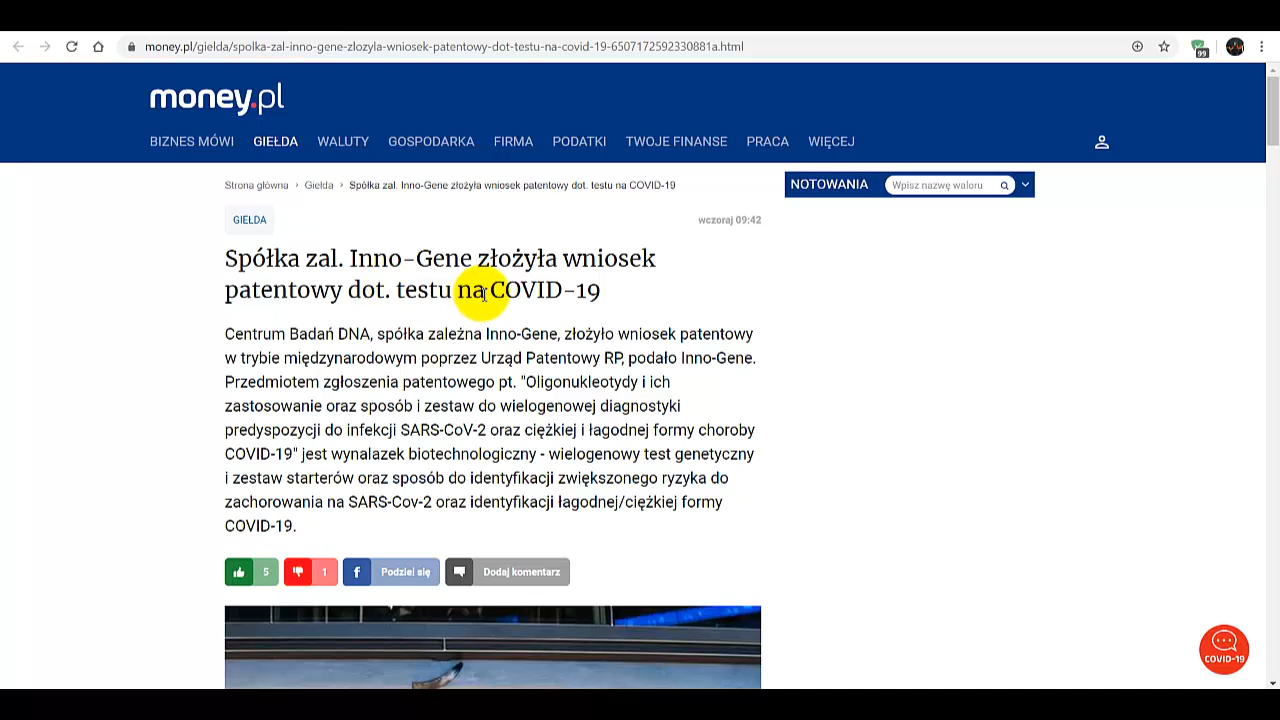 money.pl/gielda/spolka-zal-inno-gene-zlozyla-wniosek-patentowy-dot-testu-na-covid-19-6507172592330881a.html
99
money.pl
BIZNES MÓWI GIEŁDA WALUTY GOSPODARKA FIRMA PODATKI TWOJE FINANSE PRACA WIĘCEJ
Strona główna › Giełda › Spółka zal. Inno-Gene złożyła wniosek patentowy dot. testu na COVID-19
NOTOWANIA Wpisz nazwę waloru
GIEŁDA
wczoraj 09:42
Spółka zal. Inno-Gene złożyła wniosek
patentowy dot. testu na COVID-19
Centrum Badań DNA, spółka zależna Inno-Gene, złożyło wniosek patentowy
w trybie międzynarodowym poprzez Urząd Patentowy RP, podało Inno-Gene.
Przedmiotem zgłoszenia patentowego pt. "Oligonukleotydy i ich
zastosowanie oraz sposób i zestaw do wielogenowej diagnostyki
predyspozycji do infekcji SARS-CoV-2 oraz ciężkiej i łagodnej formy choroby
COVID-19" jest wynalazek biotechnologiczny - wielogenowy test genetyczny
i zestaw starterów oraz sposób do identyfikacji zwiększonego ryzyka do
zachorowania na SARS-Cov-2 oraz identyfikacji łagodnej/ciężkiej formy
COVID-19.
5 1 Podziel się Dodaj komentarz
COVID-19